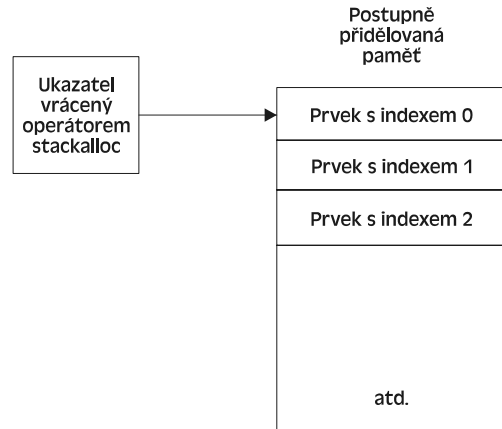 Postupně
přidělovaná
paměť
Ukazatel
vrácený
operátorem
stackalloc
Prvek s indexem 0
Prvek s indexem 1
Prvek s indexem 2
atd.